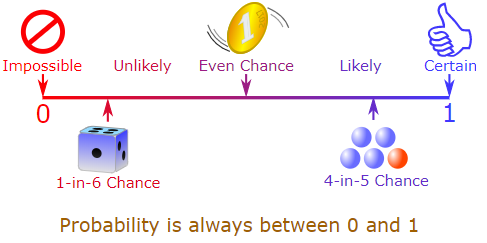 Impossible Unlikely Even Chance Likely Certain
0 1
1-in-6 Chance 4-in-5 Chance
Probability is always between 0 and 1